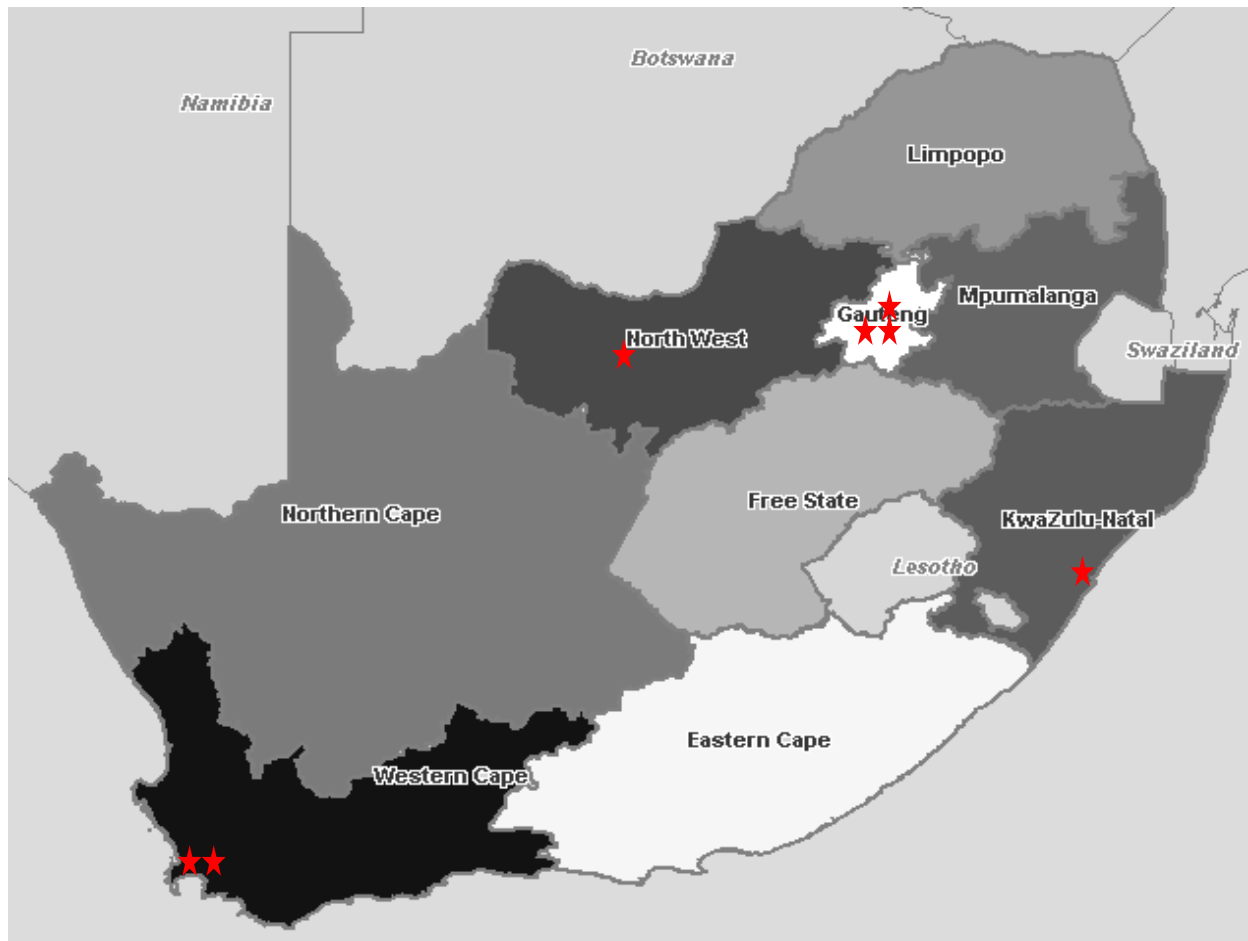 Botswana
Namibia
Limpopo
Mpumalanga
Gauteng
North West
Swaziland
Free State
Northern Cape
KwaZulu-Natal
Lesotho
Eastern Cape
Western Cape